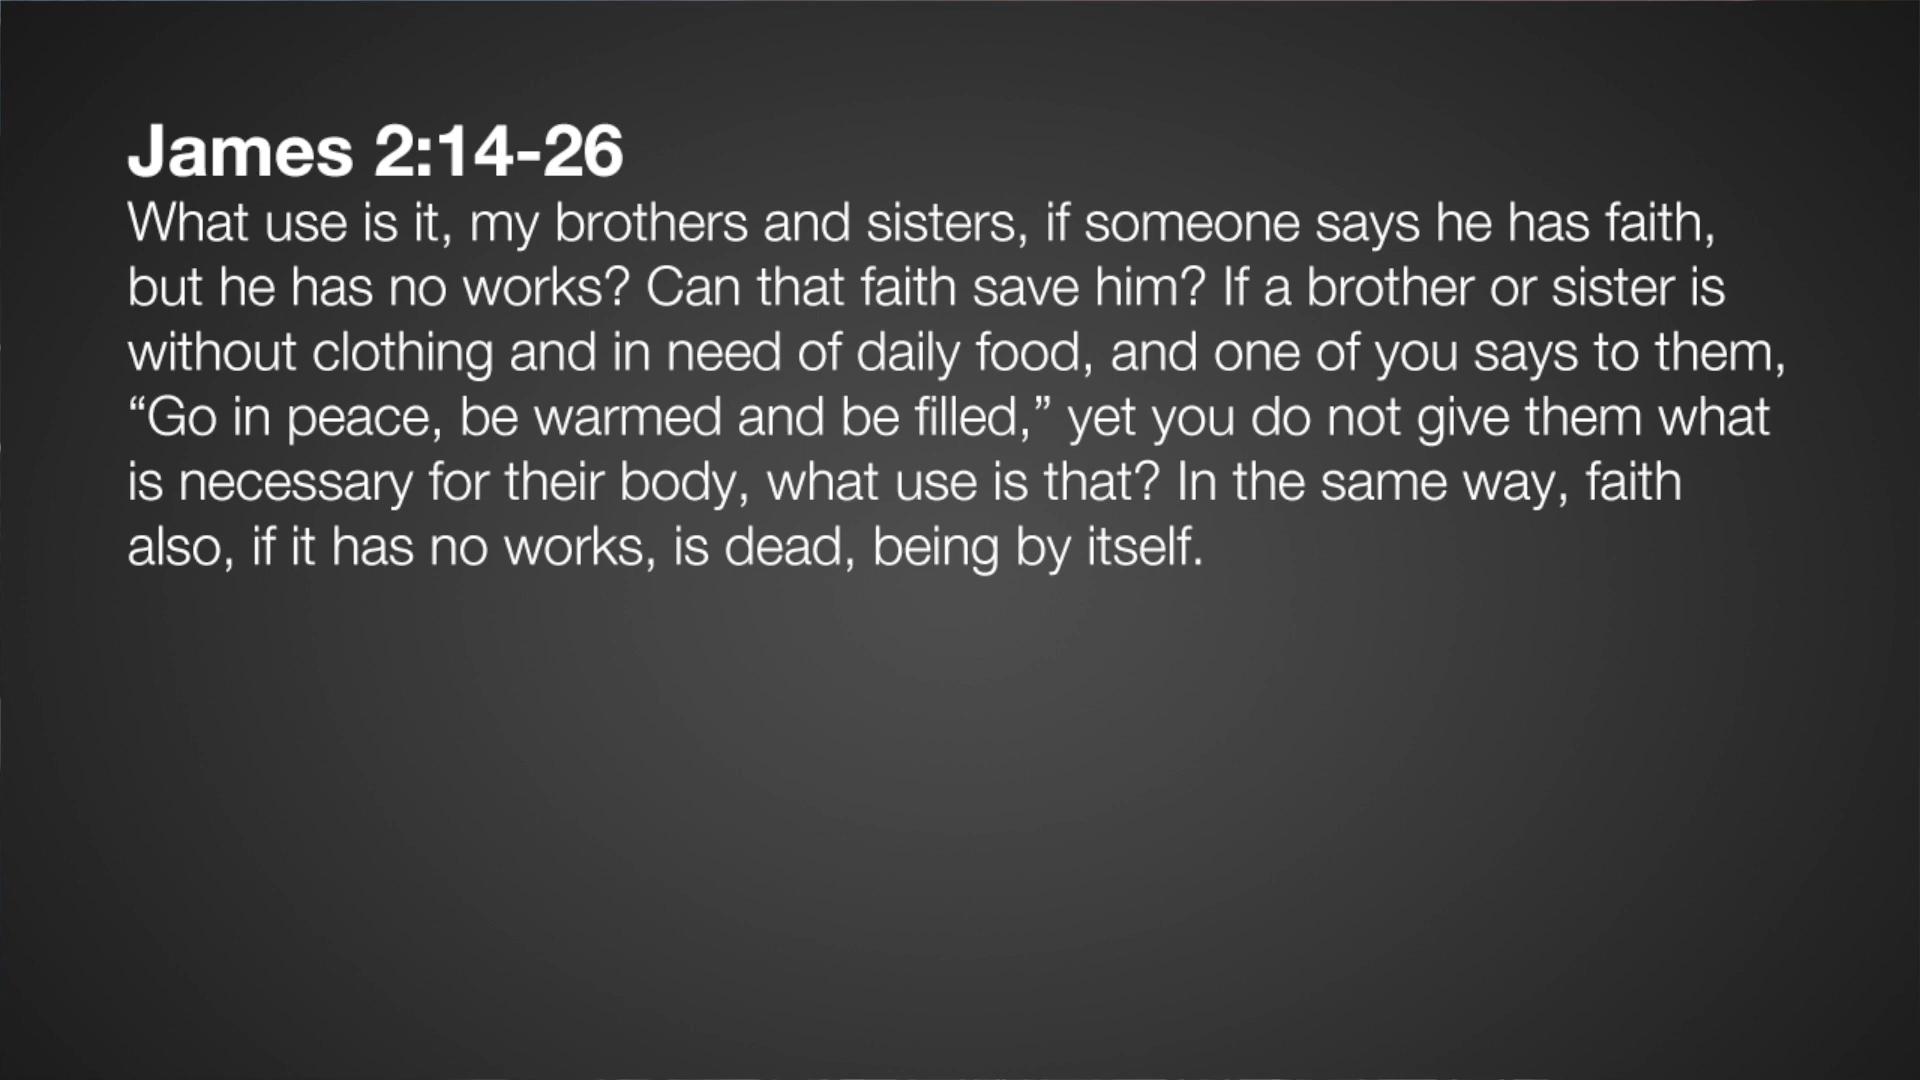 James 2:14-26
What use is it, my brothers and sisters, if someone says he has faith,
but he has no works? Can that faith save him? If a brother or sister is
without clothing and in need of daily food, and one of you says to them,
“Go in peace, be warmed and be filled,” yet you do not give them what
is necessary for their body, what use is that? In the same way, faith
also, if it has no works, is dead, being by itself.